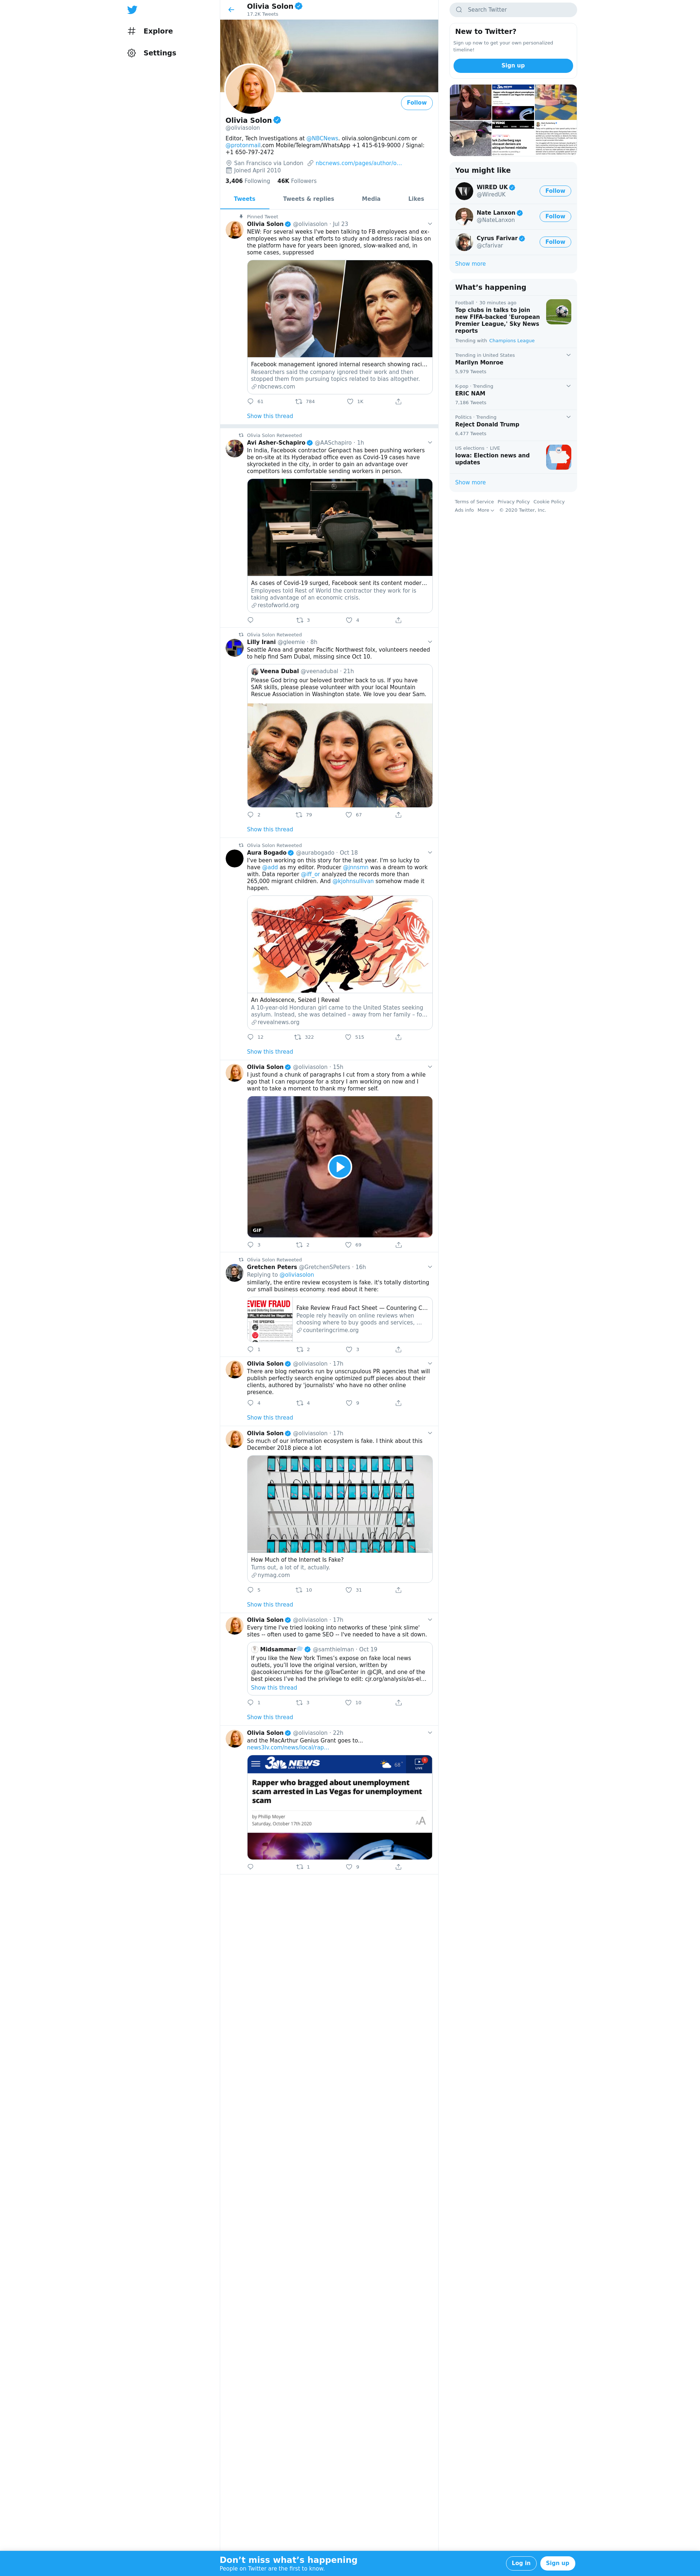 Explore
Settings
Olivia Solon
17.2K Tweets
Follow
Olivia Solon
@oliviasolon
Editor, Tech Investigations at @NBCNews. olivia.solon@nbcuni.com or
@protonmail.com Mobile/Telegram/WhatsApp +1 415-619-9000 / Signal:
+1 650-797-2472
San Francisco via London nbcnews.com/pages/author/o...
Joined April 2010
3,406 Following 46K Followers
Tweets Tweets & replies Media Likes
Pinned Tweet
Olivia Solon @oliviasolon · Jul 23
NEW: For several weeks I've been talking to FB employees and ex-
employees who say that efforts to study and address racial bias on
the platform have for years been ignored, slow-walked and, in
some cases, suppressed
Facebook management ignored internal research showing raci...
Researchers said the company ignored their work and then
stopped them from pursuing topics related to bias altogether.
nbcnews.com
61 784 1K
Show this thread
Olivia Solon Retweeted
Avi Asher-Schapiro @AASchapiro · 1h
In India, Facebook contractor Genpact has been pushing workers
be on-site at its Hyderabad office even as Covid-19 cases have
skyrocketed in the city, in order to gain an advantage over
competitors less comfortable sending workers in person.
As cases of Covid-19 surged, Facebook sent its content moder...
Employees told Rest of World the contractor they work for is
taking advantage of an economic crisis.
restofworld.org
3 4
Olivia Solon Retweeted
Lilly Irani @gleemie · 8h
Seattle Area and greater Pacific Northwest folx, volunteers needed
to help find Sam Dubal, missing since Oct 10.
Veena Dubal @veenadubal · 21h
Please God bring our beloved brother back to us. If you have
SAR skills, please please volunteer with your local Mountain
Rescue Association in Washington state. We love you dear Sam.
2 79 67
Show this thread
Olivia Solon Retweeted
Aura Bogado @aurabogado · Oct 18
I've been working on this story for the last year. I'm so lucky to
have @add as my editor. Producer @jnnsmn was a dream to work
with. Data reporter @iff_or analyzed the records more than
265,000 migrant children. And @kjohnsullivan somehow made it
happen.
An Adolescence, Seized | Reveal
A 10-year-old Honduran girl came to the United States seeking
asylum. Instead, she was detained – away from her family – fo...
revealnews.org
12 322 515
Show this thread
Olivia Solon @oliviasolon · 15h
I just found a chunk of paragraphs I cut from a story from a while
ago that I can repurpose for a story I am working on now and I
want to take a moment to thank my former self.
GIF
3 2 69
Olivia Solon Retweeted
Gretchen Peters @GretchenSPeters · 16h
Replying to @oliviasolon
similarly, the entire review ecosystem is fake. it's totally distorting
our small business economy. read about it here:
EVIEW FRAUD
THE SPECIFICS
Fake Review Fraud Fact Sheet — Countering C...
People rely heavily on online reviews when
choosing where to buy goods and services, ...
counteringcrime.org
1 2 3
Olivia Solon @oliviasolon · 17h
There are blog networks run by unscrupulous PR agencies that will
publish perfectly search engine optimized puff pieces about their
clients, authored by 'journalists' who have no other online
presence.
4 4 9
Show this thread
Olivia Solon @oliviasolon · 17h
So much of our information ecosystem is fake. I think about this
December 2018 piece a lot
How Much of the Internet Is Fake?
Turns out, a lot of it, actually.
nymag.com
5 10 31
Show this thread
Olivia Solon @oliviasolon · 17h
Every time I've tried looking into networks of these 'pink slime'
sites -- often used to game SEO -- I've needed to have a sit down.
Midsammar @samthielman · Oct 19
If you like the New York Times's expose on fake local news
outlets, you'll love the original version, written by
@acookiecrumbles for the @TowCenter in @CJR, and one of the
best pieces I've had the privilege to edit: cjr.org/analysis/as-el...
Show this thread
1 3 10
Show this thread
Olivia Solon @oliviasolon · 22h
and the MacArthur Genius Grant goes to...
news3lv.com/news/local/rap...
3 NEWS
LAS VEGAS
68°
LIVE
Rapper who bragged about unemployment
scam arrested in Las Vegas for unemployment
scam
by Phillip Moyer
Saturday, October 17th 2020
AA
1 9
Search Twitter
New to Twitter?
Sign up now to get your own personalized
timeline!
Sign up
You might like
WIRED UK
@WiredUK
Follow
Nate Lanxon
@NateLanxon
Follow
Cyrus Farivar
@cfarivar
Follow
Show more
What's happening
Football · 30 minutes ago
Top clubs in talks to join
new FIFA-backed 'European
Premier League,' Sky News
reports
Trending with Champions League
Trending in United States
Marilyn Monroe
5,979 Tweets
K-pop · Trending
ERIC NAM
7,186 Tweets
Politics · Trending
Reject Donald Trump
6,477 Tweets
US elections · LIVE
Iowa: Election news and
updates
Show more
Terms of Service Privacy Policy Cookie Policy
Ads info More © 2020 Twitter, Inc.
Don't miss what's happening
People on Twitter are the first to know.
Log in Sign up